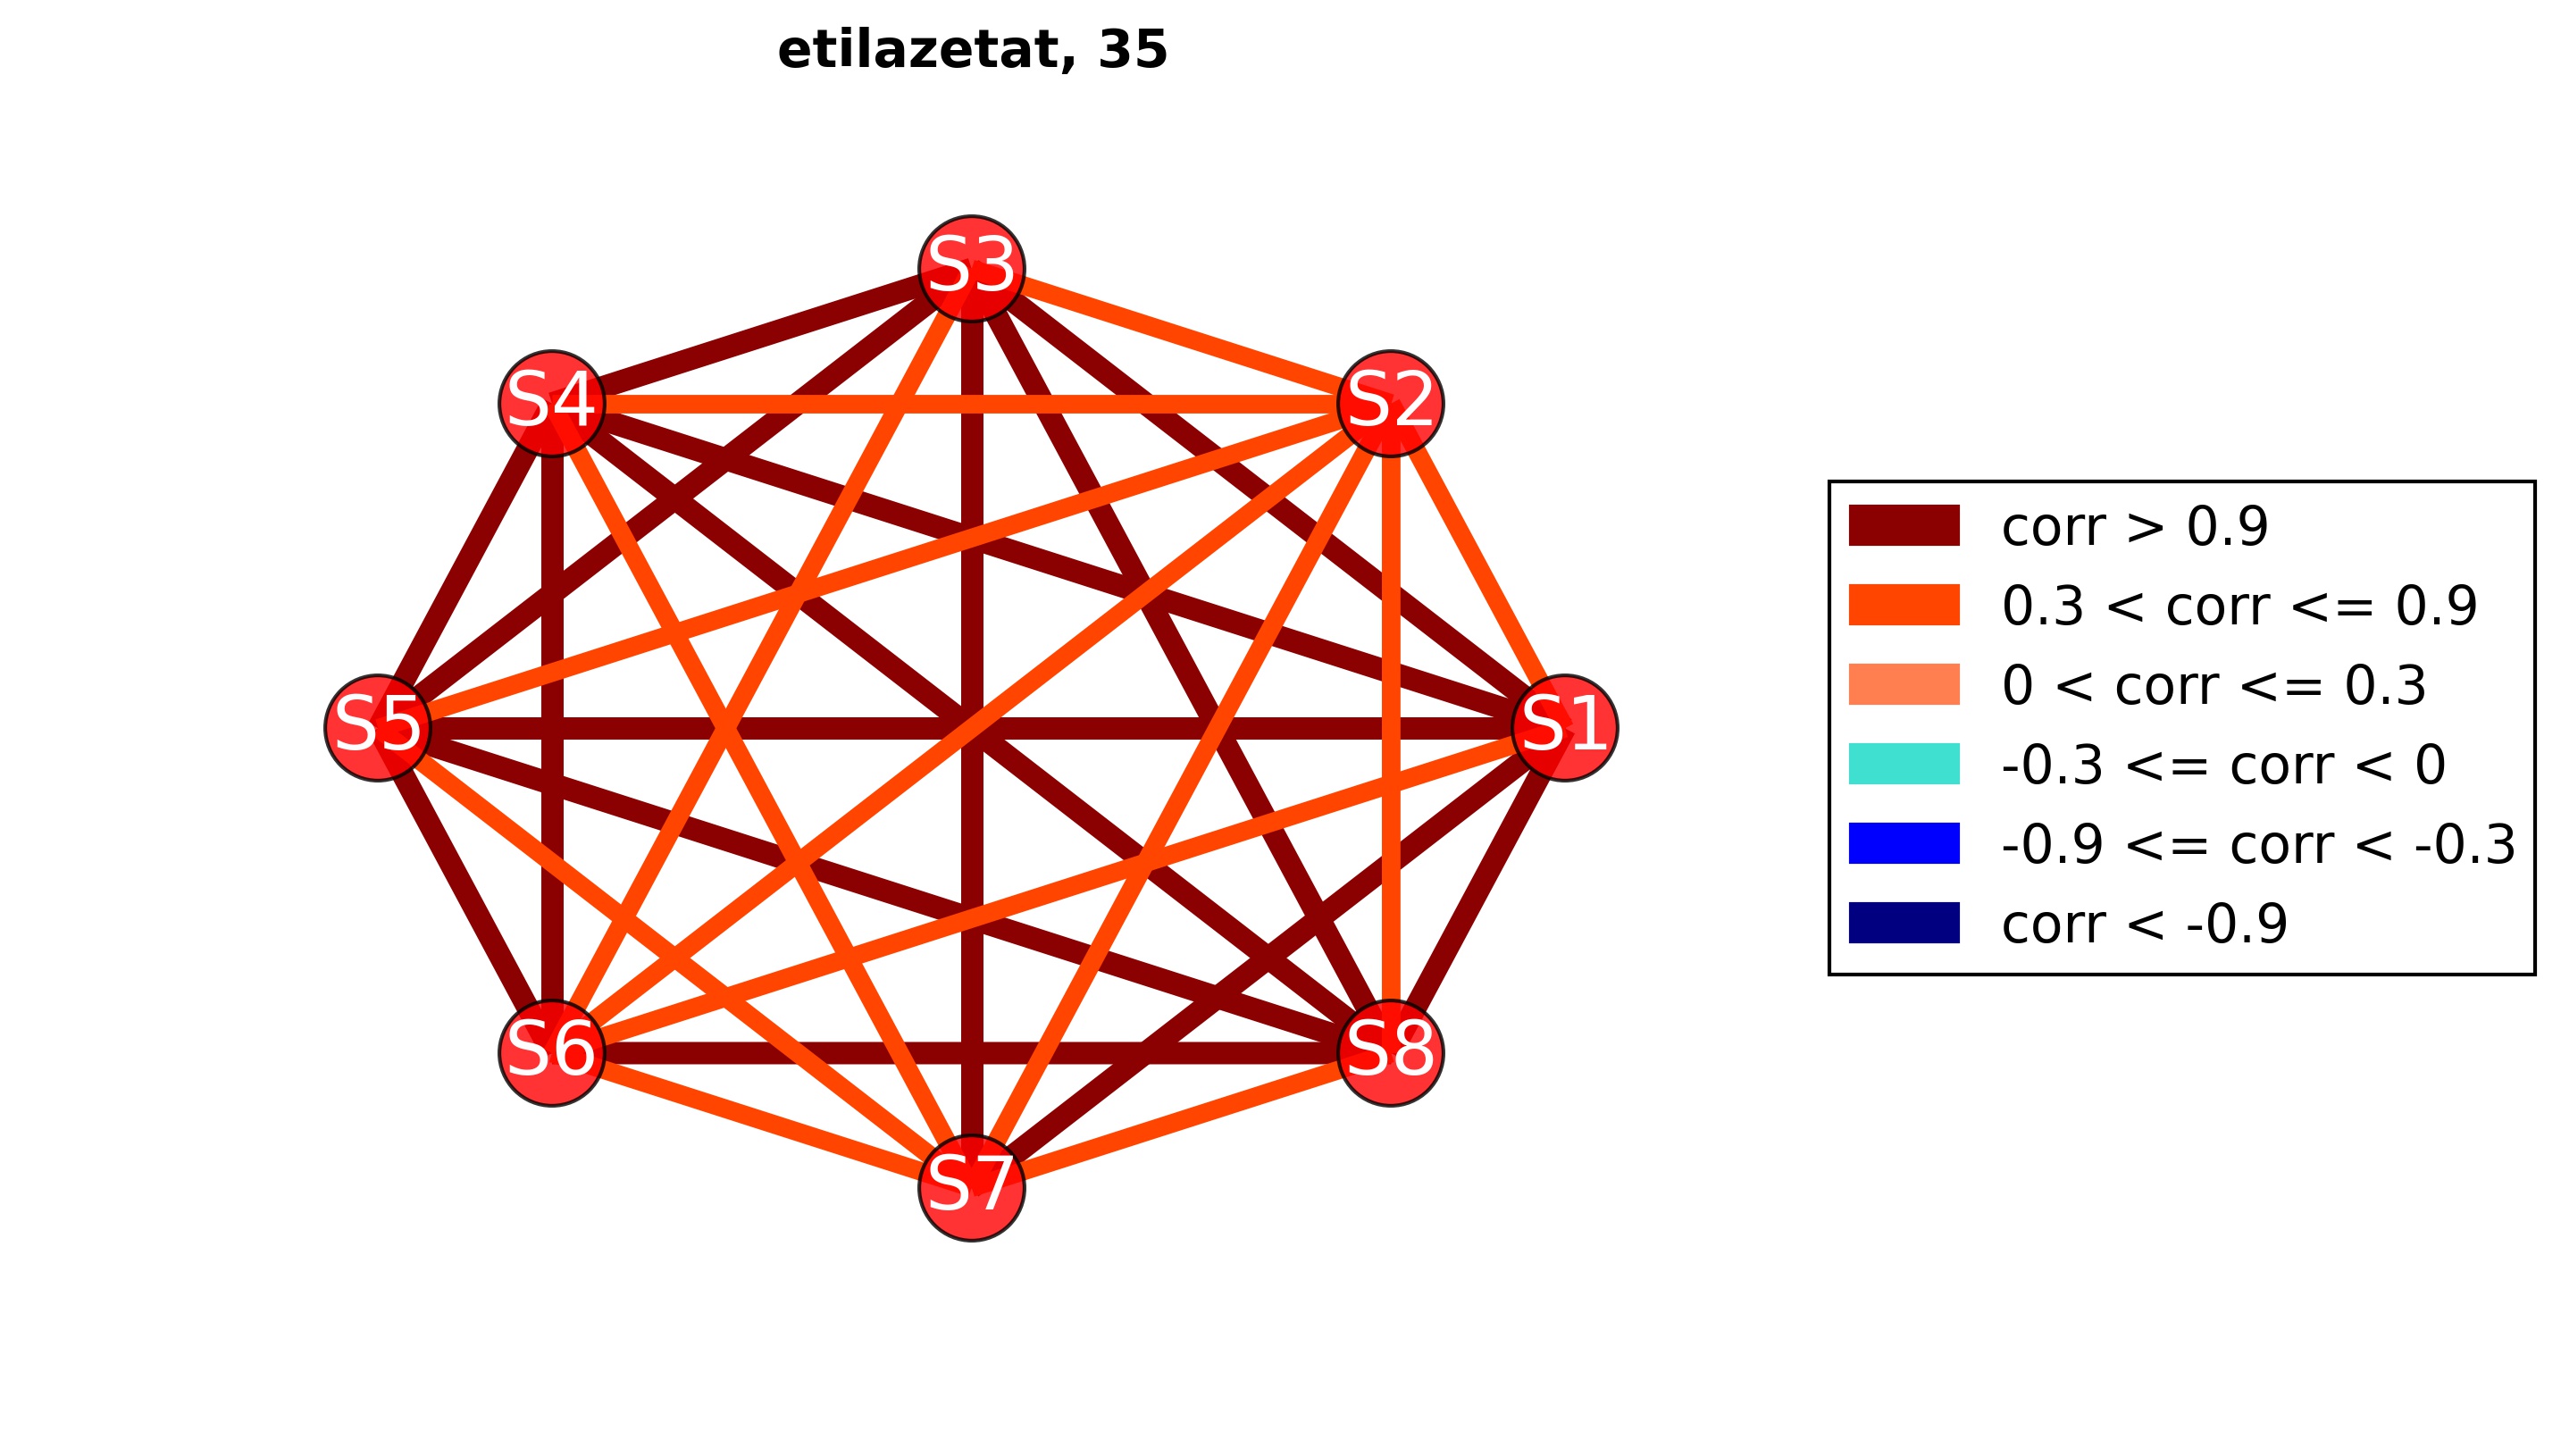 etilazetat, 35
S3
S4
S2
S5
S1
S6
S8
S7
corr > 0.9
0.3 < corr <= 0.9
0 < corr <= 0.3
-0.3 <= corr < 0
-0.9 <= corr < -0.3
corr < -0.9